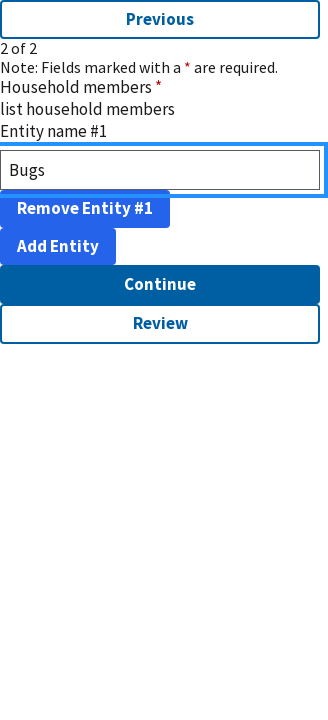 Previous
2 of 2
Note: Fields marked with a * are required.
Household members *
list household members
Entity name #1
Bugs
Remove Entity #1
Add Entity
Continue
Review